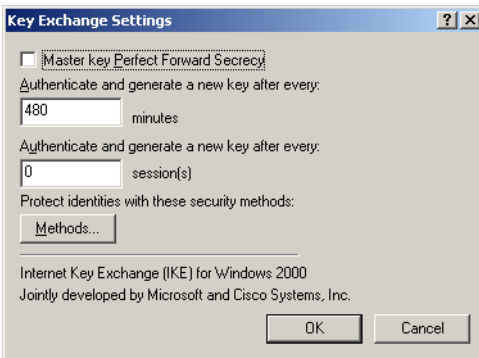 Key Exchange Settings
Master key Perfect Forward Secrecy
Authenticate and generate a new key after every:
480 minutes
Authenticate and generate a new key after every:
0 session(s)
Protect identities with these security methods:
Methods...
Internet Key Exchange (IKE) for Windows 2000
Jointly developed by Microsoft and Cisco Systems, Inc.
OK Cancel